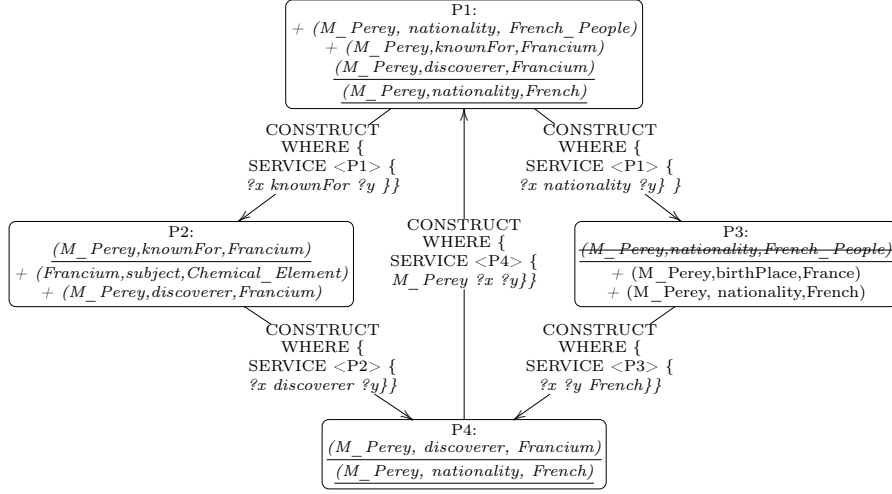 P1:
+ (M_Perey, nationality, French_People)
+ (M_Perey,knownFor,Francium)
(M_Perey,discoverer,Francium)
(M_Perey,nationality,French)
CONSTRUCT
WHERE {
SERVICE <P1> {
?x knownFor ?y }}
CONSTRUCT
WHERE {
SERVICE <P1> {
?x nationality ?y} }
P2:
(M_Perey,knownFor,Francium)
+ (Francium,subject,Chemical_Element)
+ (M_Perey,discoverer,Francium)
CONSTRUCT
WHERE {
SERVICE <P4> {
M_Perey ?x ?y}}
P3:
(M_Perey,nationality,French_People)
+ (M_Perey,birthPlace,France)
+ (M_Perey, nationality,French)
CONSTRUCT
WHERE {
SERVICE <P2> {
?x discoverer ?y}}
CONSTRUCT
WHERE {
SERVICE <P3> {
?x ?y French}}
P4:
(M_Perey, discoverer, Francium)
(M_Perey, nationality, French)